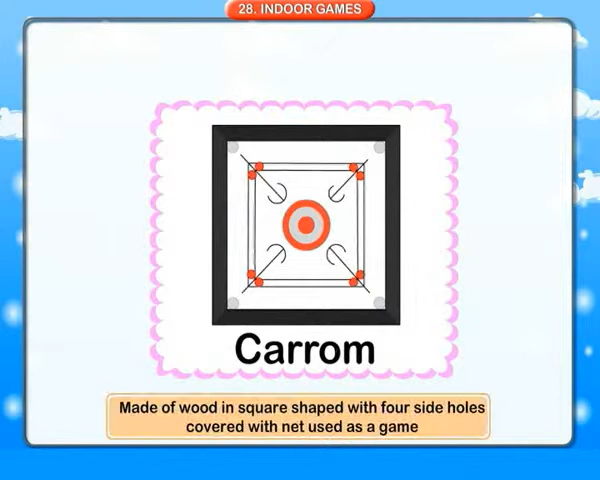 28. INDOOR GAMES
Carrom
Made of wood in square shaped with four side holes
covered with net used as a game